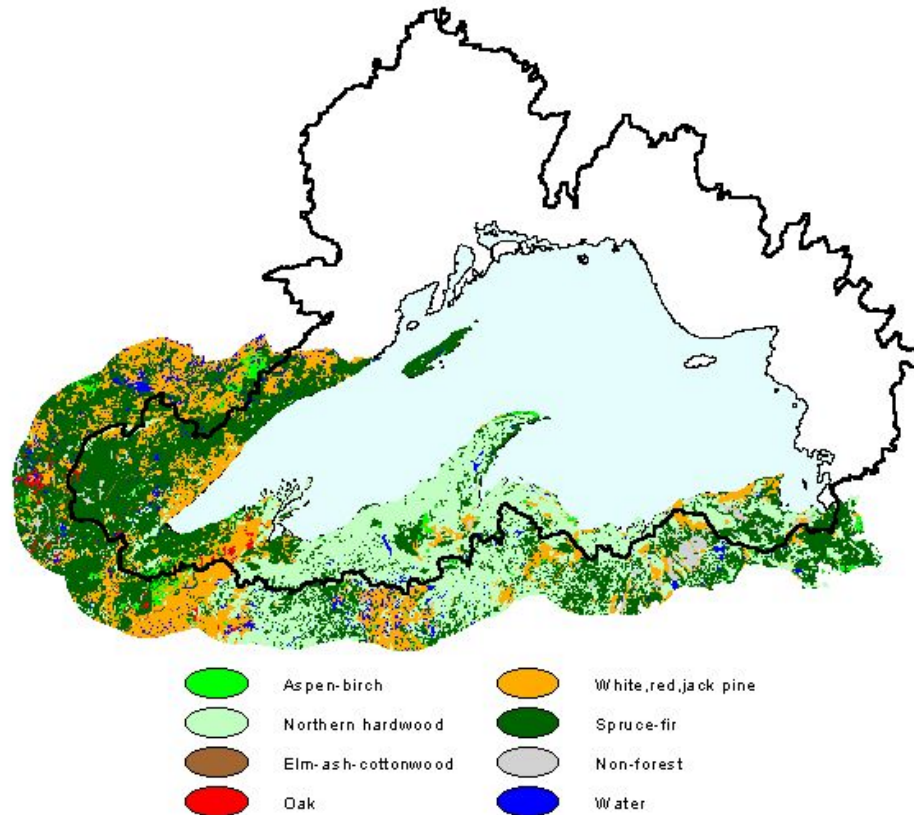 Aspen-birch
White,red,jack pine
Northern hardwood
Spruce-fir
Elm-ash-cottonwood
Non-forest
Oak
Water